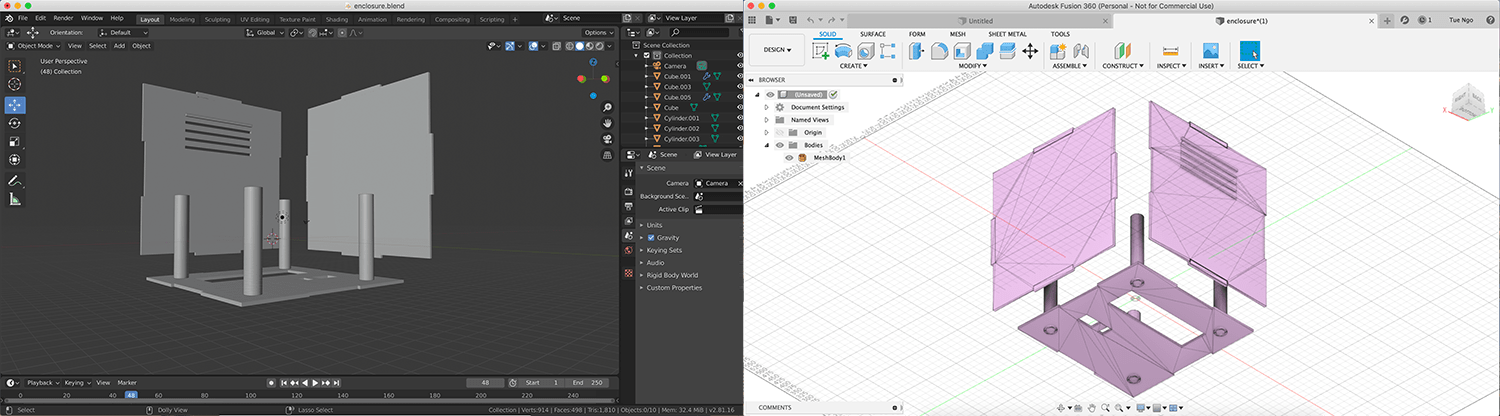 enclosure.blend
File Edit Render Window Help Layout Modeling Sculpting UV Editing Texture Paint Shading Animation Rendering Compositing Scripting Scene View Layer
Orientation: Default Global Options
Object Mode View Select Add Object
User Perspective
(48) Collection
Scene Collection
Collection
Camera
Cube.001
Cube.003
Cube.005
Cube
Cylinder.001
Cylinder.002
Cylinder.003
Scene View Layer
Scene
Camera Camera
Background Sce..
Active Clip
Units
Gravity
Keying Sets
Audio
Rigid Body World
Custom Properties
Playback Keying View Marker 48 Start 1 End 250
0 20 40 48 60 80 100 120 140 160 180 200 220 240
Select Dolly View Lasso Select Collection | Verts:914 | Faces:498 | Tris:1,810 | Objects:0/10 | Mem: 32.4 MiB | v2.81.16
Autodesk Fusion 360 (Personal - Not for Commercial Use)
Untitled enclosure*(1) 1 Tue Ngo
SOLID SURFACE FORM MESH SHEET METAL TOOLS
DESIGN
CREATE MODIFY ASSEMBLE CONSTRUCT INSPECT INSERT SELECT
BROWSER
(Unsaved)
Document Settings
Named Views
Origin
Bodies
MeshBody1
X Y
COMMENTS